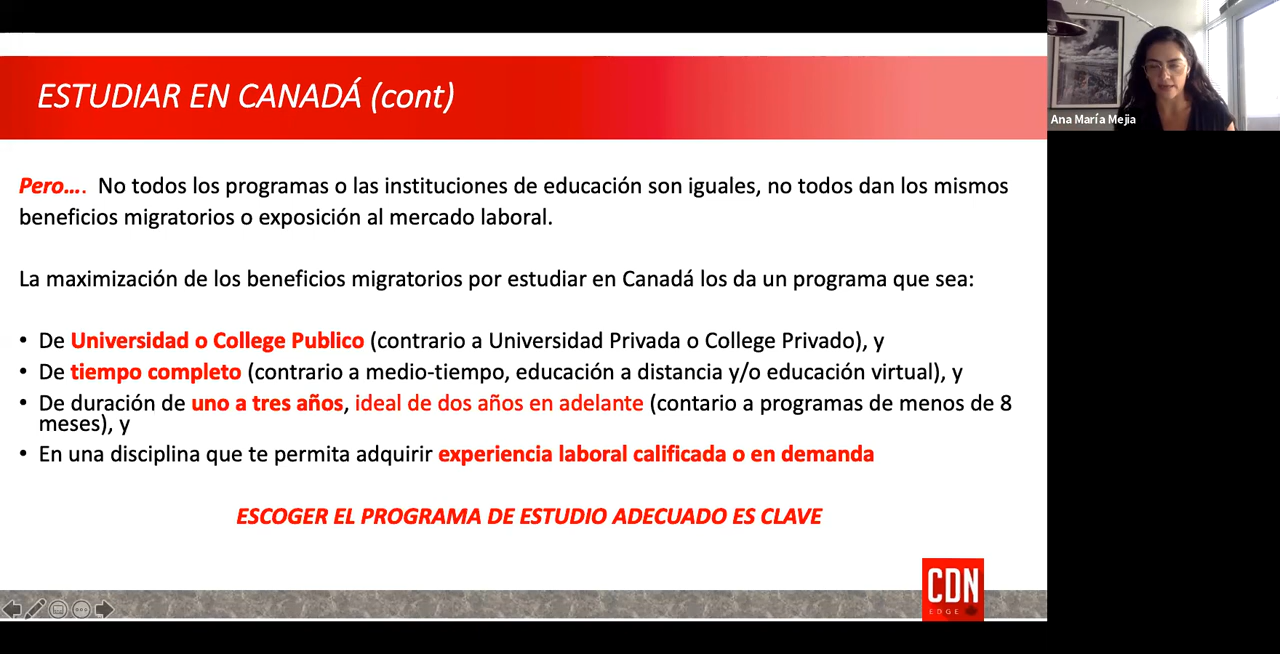 ESTUDIAR EN CANADÁ (cont)
Ana María Mejia
Pero.... No todos los programas o las instituciones de educación son iguales, no todos dan los mismos
beneficios migratorios o exposición al mercado laboral.
La maximización de los beneficios migratorios por estudiar en Canadá los da un programa que sea:
• De Universidad o College Publico (contrario a Universidad Privada o College Privado), y
• De tiempo completo (contrario a medio-tiempo, educación a distancia y/o educación virtual), y
• De duración de uno a tres años, ideal de dos años en adelante (contario a programas de menos de 8
meses), y
• En una disciplina que te permita adquirir experiencia laboral calificada o en demanda
ESCOGER EL PROGRAMA DE ESTUDIO ADECUADO ES CLAVE
CDN
EDGE